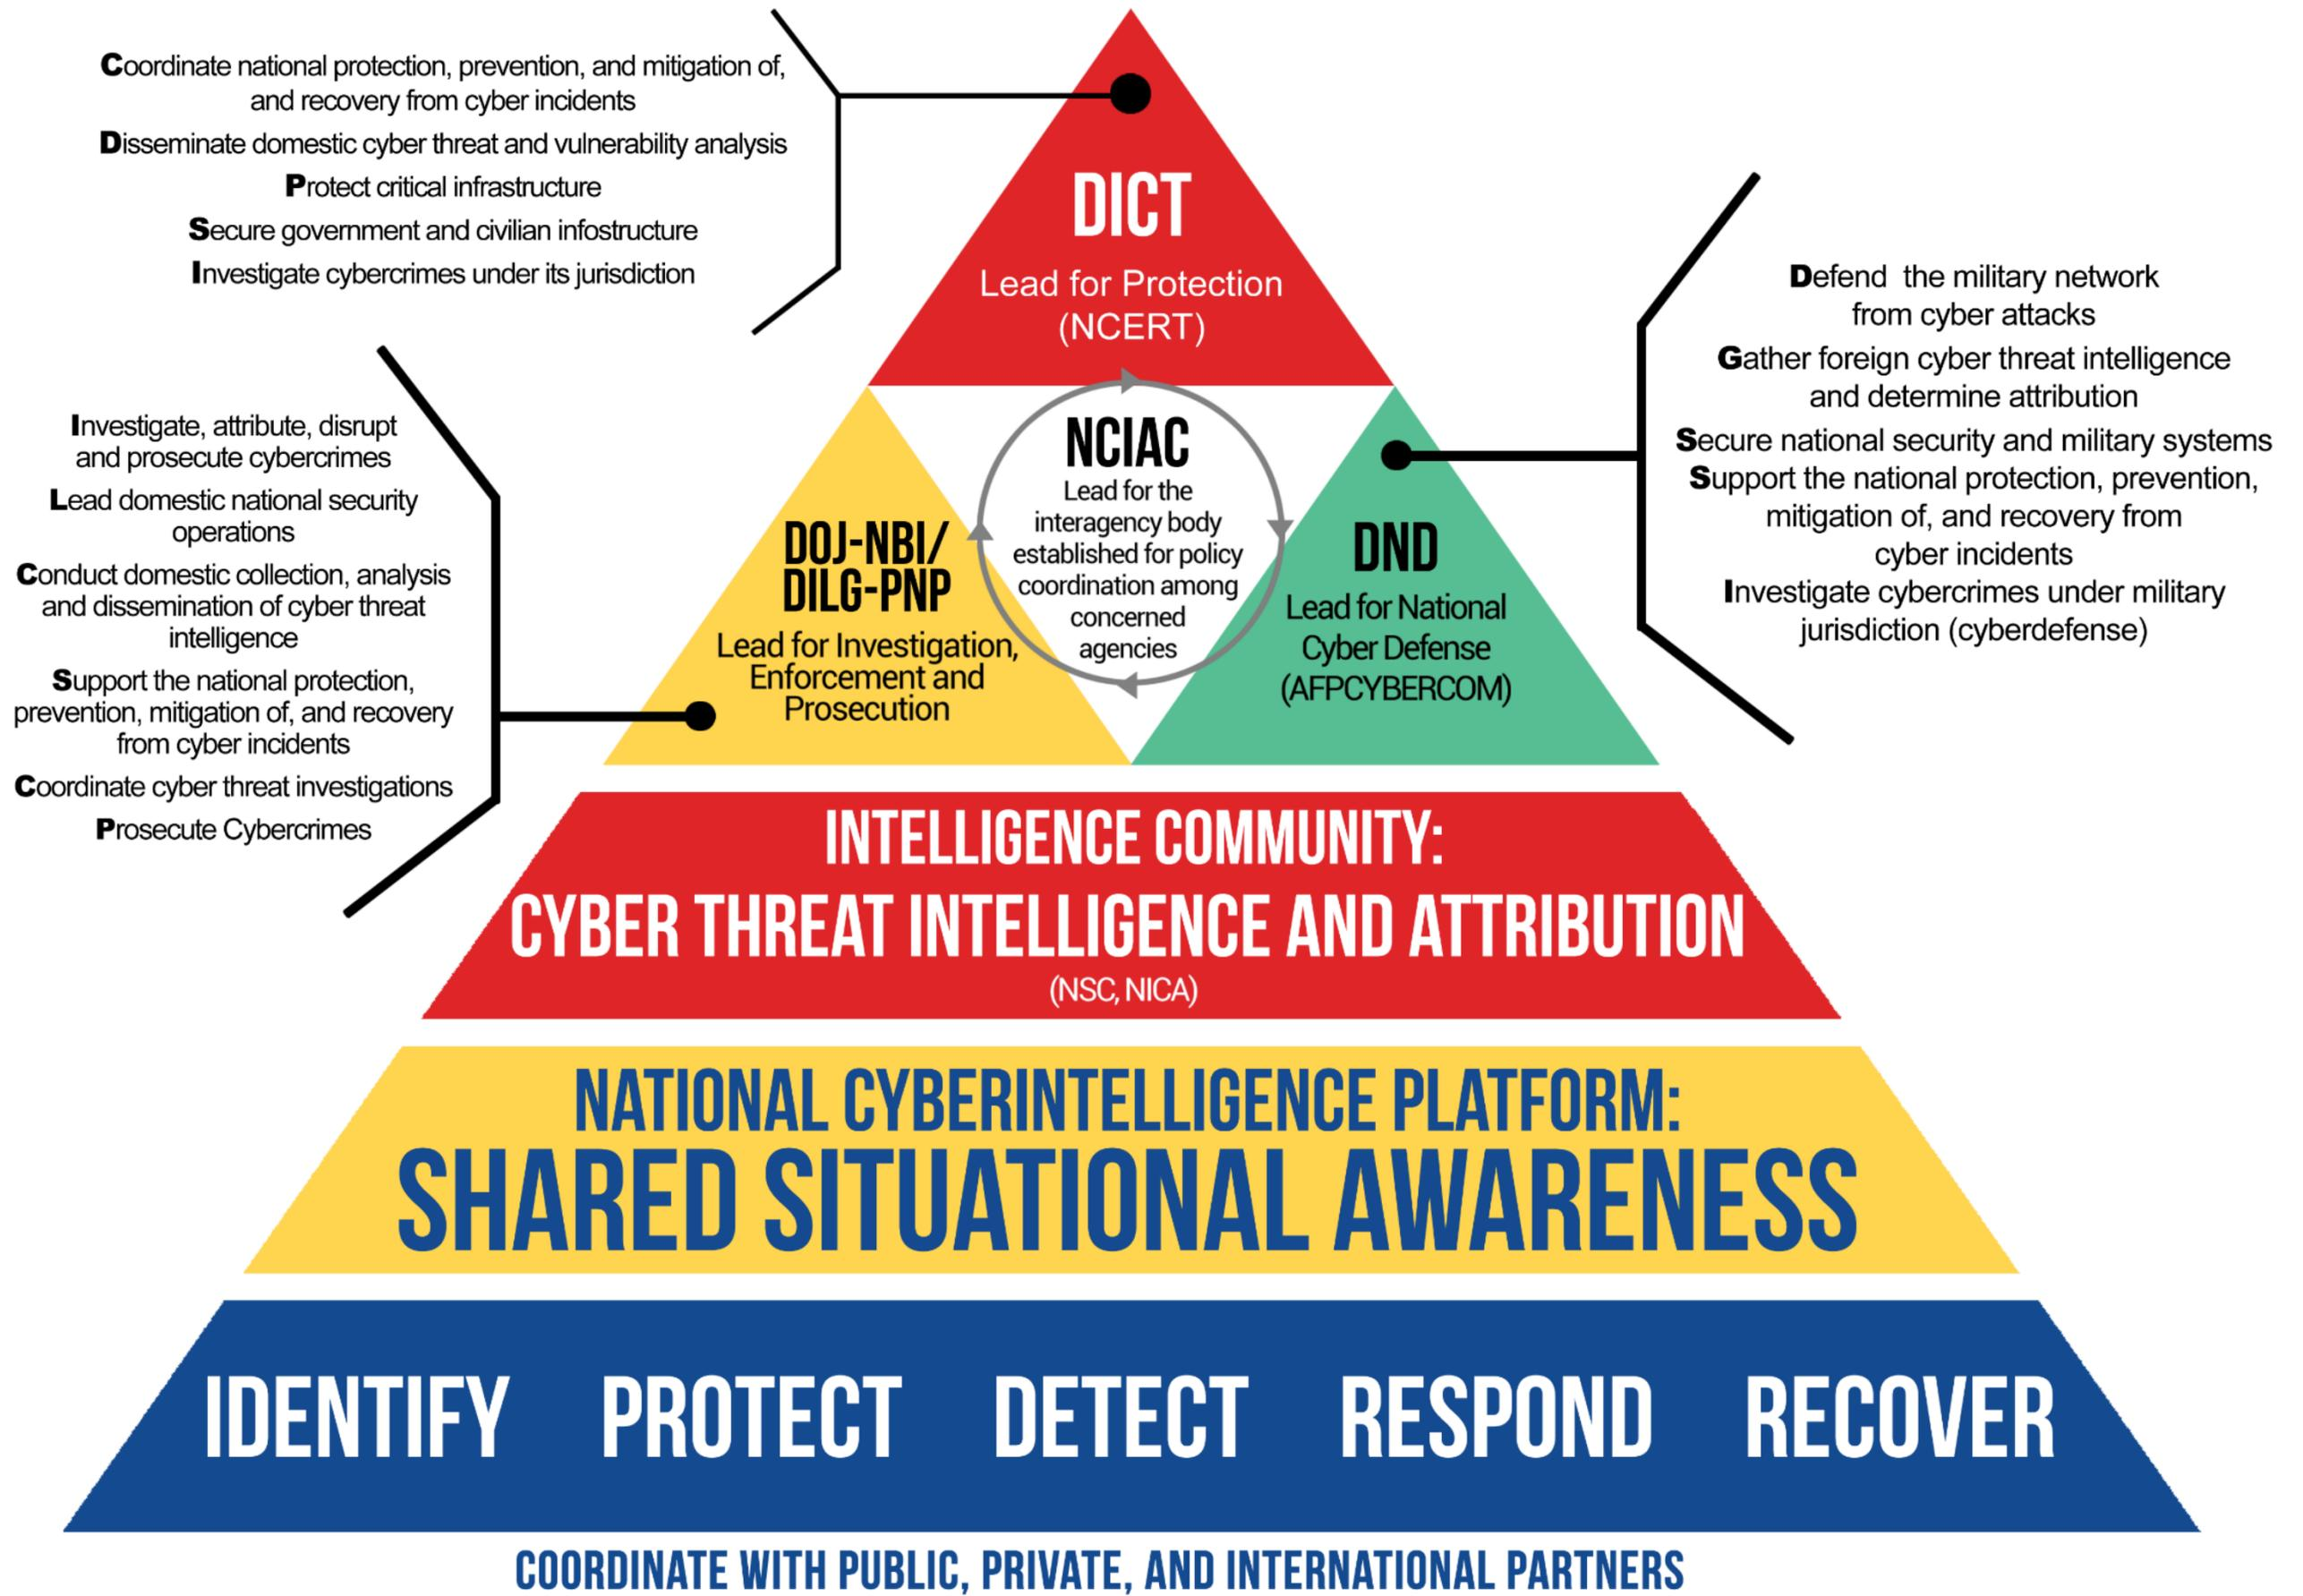 Coordinate national protection, prevention, and mitigation of,
and recovery from cyber incidents
Disseminate domestic cyber threat and vulnerability analysis
Protect critical infrastructure
Secure government and civilian infostructure
Investigate cybercrimes under its jurisdiction
DICT
Lead for Protection
(NCERT)
Defend the military network
from cyber attacks
Gather foreign cyber threat intelligence
and determine attribution
Secure national security and military systems
Support the national protection, prevention,
mitigation of, and recovery from
cyber incidents
Investigate cybercrimes under military
jurisdiction (cyberdefense)
Investigate, attribute, disrupt
and prosecute cybercrimes
Lead domestic national security
operations
Conduct domestic collection, analysis
and dissemination of cyber threat
intelligence
Support the national protection,
prevention, mitigation of, and recovery
from cyber incidents
Coordinate cyber threat investigations
Prosecute Cybercrimes
DOJ-NBI/
DILG-PNP
Lead for Investigation,
Enforcement and
Prosecution
NCIAC
Lead for the
interagency body
established for policy
coordination among
concerned
agencies
DND
Lead for National
Cyber Defense
(AFPCYBERCOM)
INTELLIGENCE COMMUNITY:
CYBER THREAT INTELLIGENCE AND ATTRIBUTION
(NSC, NICA)
NATIONAL CYBERINTELLIGENCE PLATFORM:
SHARED SITUATIONAL AWARENESS
IDENTIFY PROTECT DETECT RESPOND RECOVER
COORDINATE WITH PUBLIC, PRIVATE, AND INTERNATIONAL PARTNERS